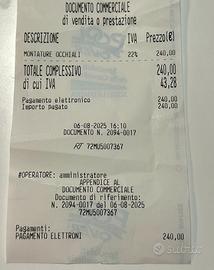 DOCUMENTO COMMERCIALE
di vendita o prestazione
DESCRIZIONE IVA Prezzo(€)
MONTATURE OCCHIALI 22% 240,00
TOTALE COMPLESSIVO 240,00
di cui IVA 43,28
Pagamento elettronico 240,00
Importo pagato 240,00
06-08-2025 16:10
DOCUMENTO N. 2094-0017
RT 72MU5007367
#OPERATORE: amministratore
APPENDICE AL
DOCUMENTO COMMERCIALE
Documento di riferimento:
N. 2094-0017 del 06-08-2025
72MU5007367
Pagamenti:
PAGAMENTO ELETTRONI 240,00
subito